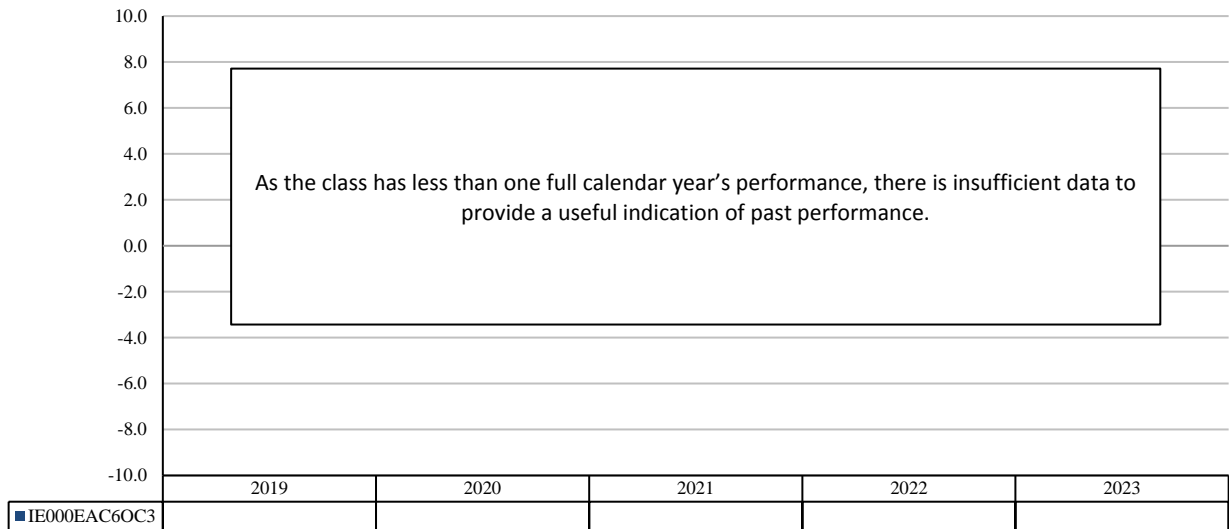 10.0
8.0
6.0
4.0
2.0
0.0
-2.0
-4.0
-6.0
-8.0
-10.0
As the class has less than one full calendar year’s performance, there is insufficient data to
provide a useful indication of past performance.
2019 2020 2021 2022 2023
IE000EAC6OC3